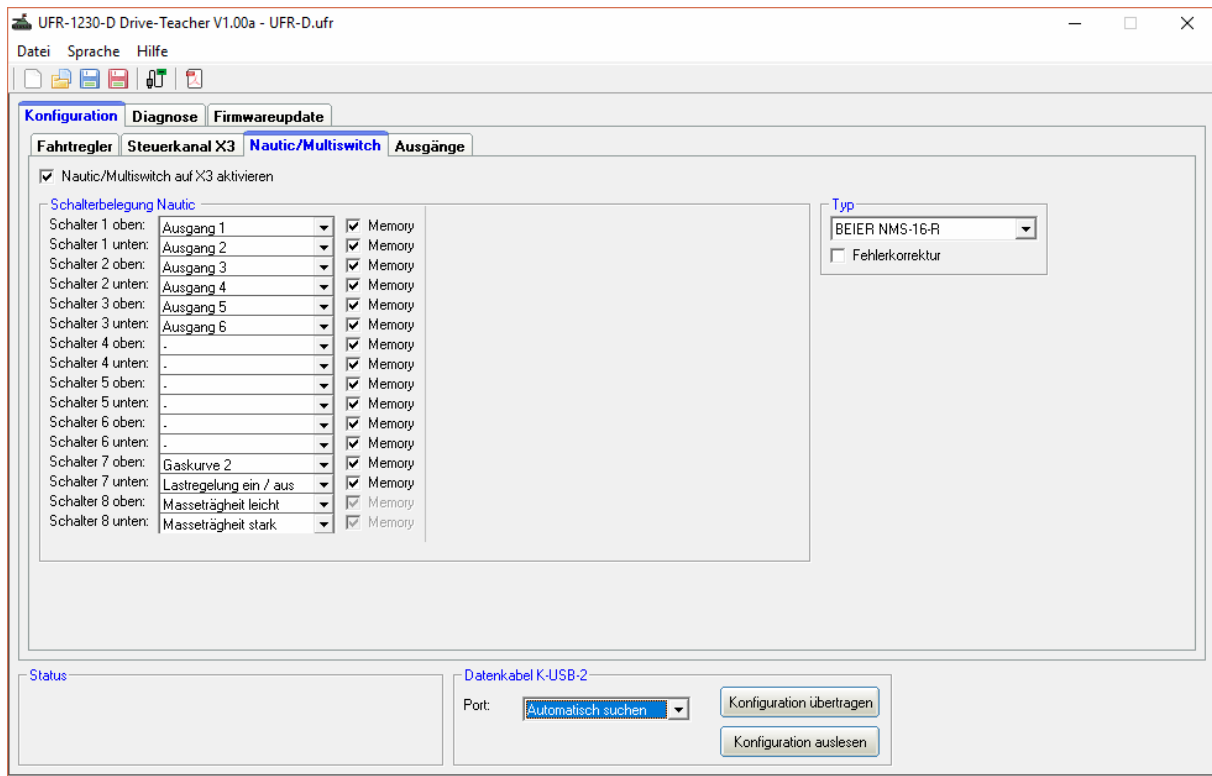 UFR-1230-D Drive-Teacher V1.00a - UFR-D.ufr
Datei Sprache Hilfe
Konfiguration Diagnose Firmwareupdate
Fahrtregler Steuerkanal X3 Nautic/Multiswitch Ausgänge
Nautic/Multiswitch auf X3 aktivieren
Schalterbelegung Nautic
Schalter 1 oben: Ausgang 1 Memory
Schalter 1 unten: Ausgang 2 Memory
Schalter 2 oben: Ausgang 3 Memory
Schalter 2 unten: Ausgang 4 Memory
Schalter 3 oben: Ausgang 5 Memory
Schalter 3 unten: Ausgang 6 Memory
Schalter 4 oben: - Memory
Schalter 4 unten: - Memory
Schalter 5 oben: - Memory
Schalter 5 unten: - Memory
Schalter 6 oben: - Memory
Schalter 6 unten: - Memory
Schalter 7 oben: Gaskurve 2 Memory
Schalter 7 unten: Lastregelung ein / aus Memory
Schalter 8 oben: Masseträgheit leicht Memory
Schalter 8 unten: Masseträgheit stark Memory
Typ
BEIER NMS-16-R
Fehlerkorrektur
Status
Datenkabel K-USB-2
Port: Automatisch suchen
Konfiguration übertragen
Konfiguration auslesen